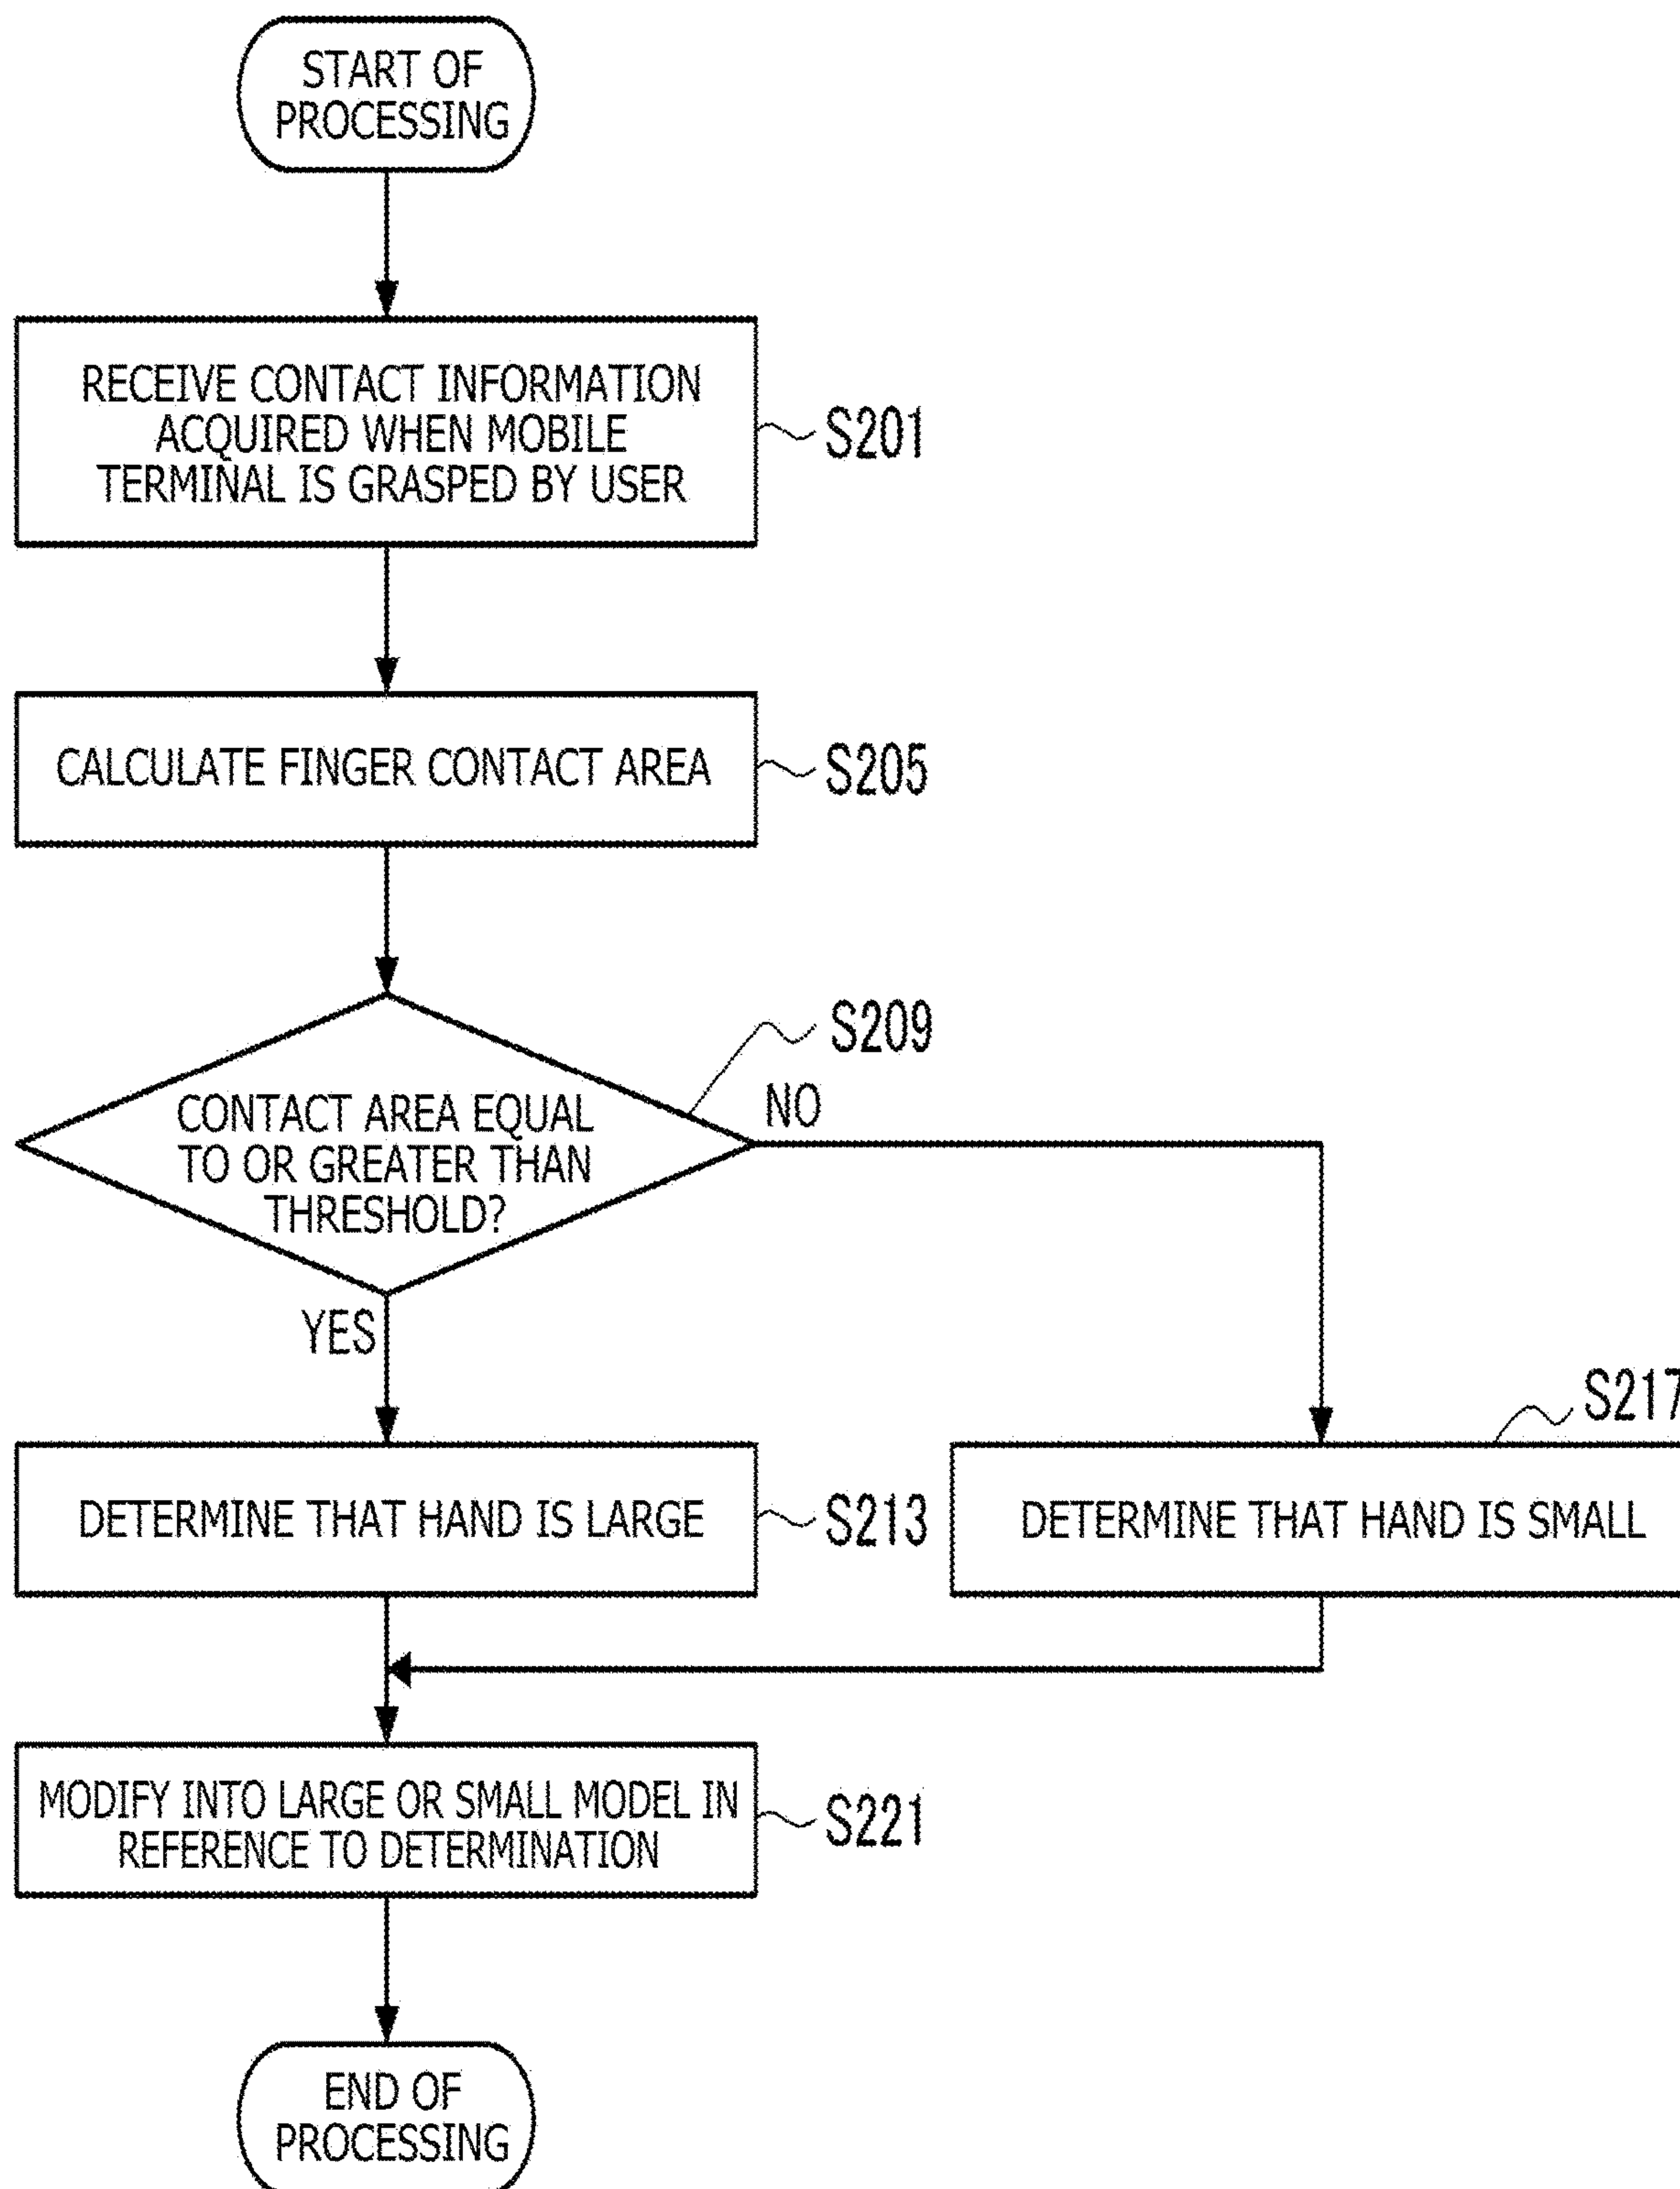 START OF
PROCESSING
RECEIVE CONTACT INFORMATION
ACQUIRED WHEN MOBILE
TERMINAL IS GRASPED BY USER
S201
CALCULATE FINGER CONTACT AREA
S205
S209
CONTACT AREA EQUAL
TO OR GREATER THAN
THRESHOLD?
NO
YES
S217
DETERMINE THAT HAND IS LARGE
S213
DETERMINE THAT HAND IS SMALL
MODIFY INTO LARGE OR SMALL MODEL IN
REFERENCE TO DETERMINATION
S221
END OF
PROCESSING